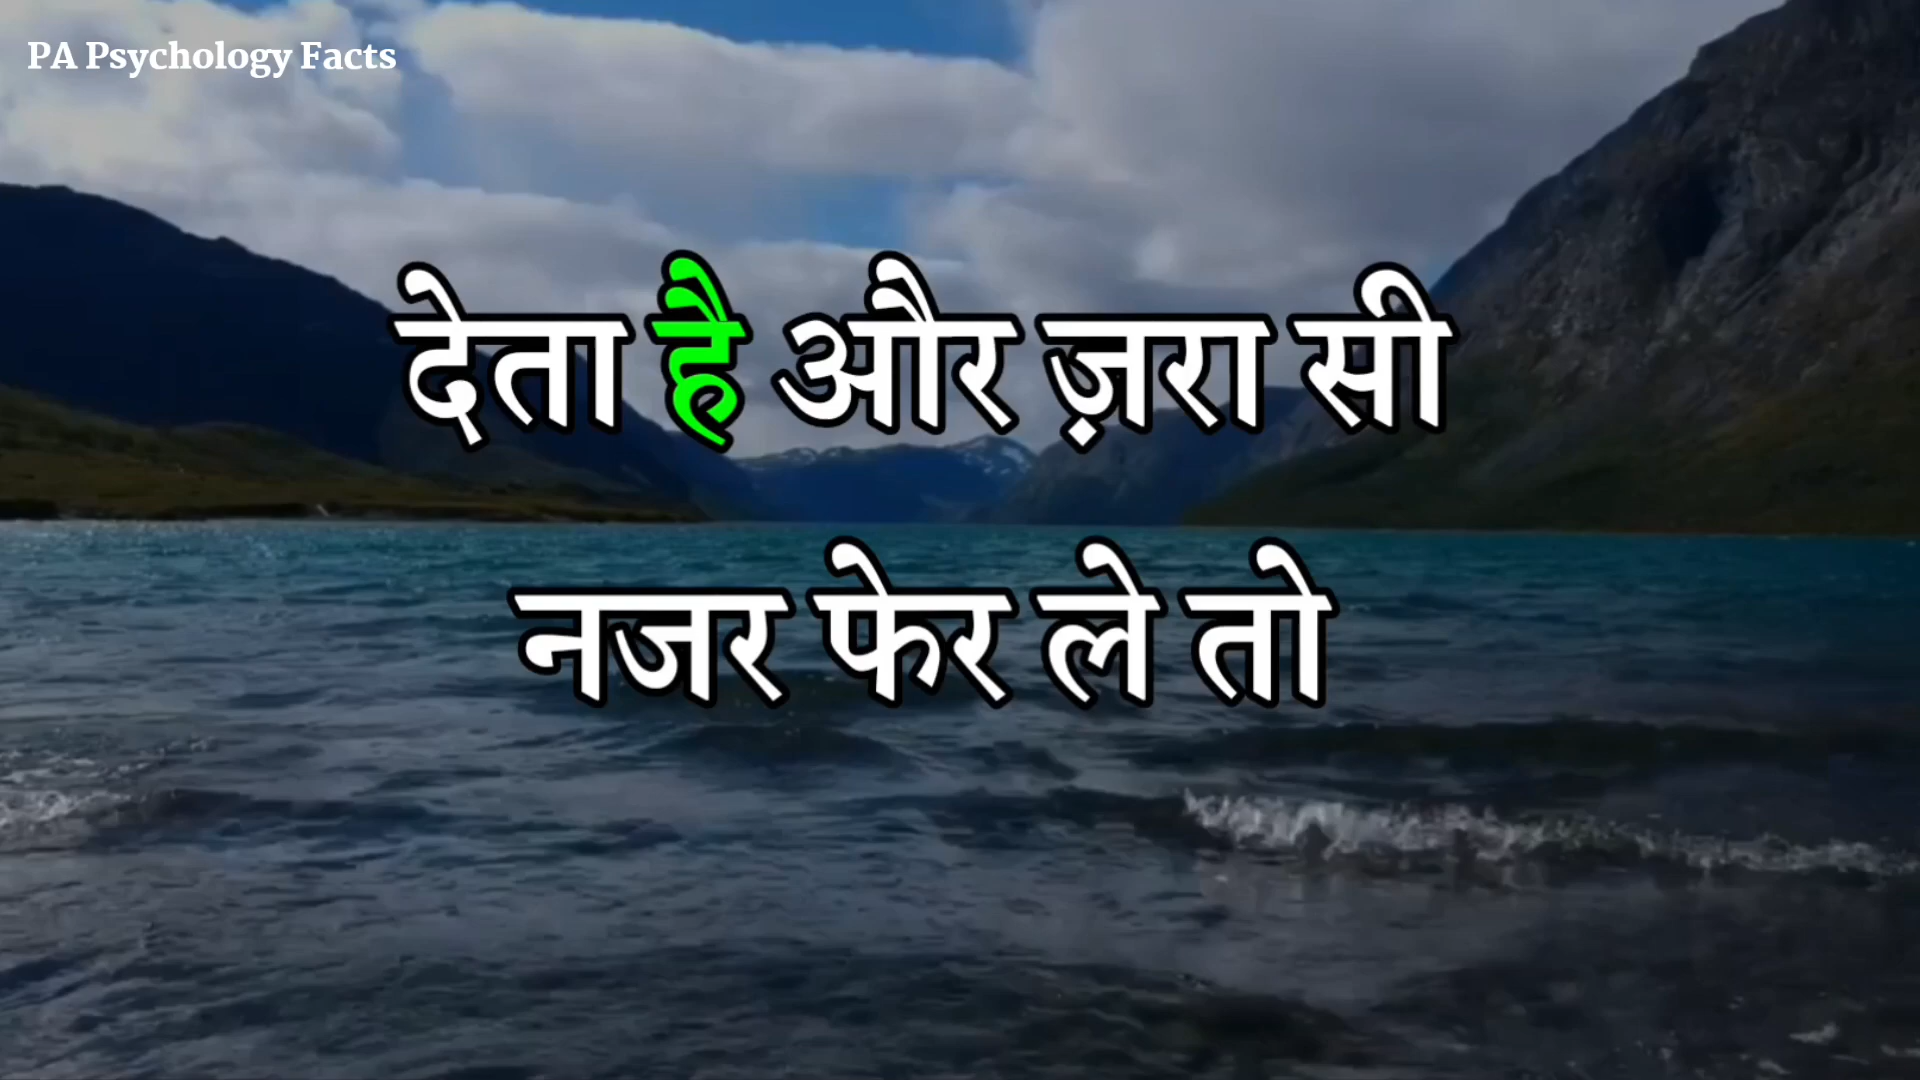 PA Psychology Facts
देता है और ज़रा सी
नजर फेर ले तो